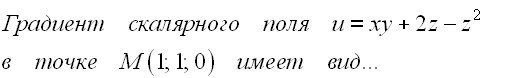 Градиент скалярного поля u = xy + 2z − z²
в точке M(1; 1; 0) имеет вид...